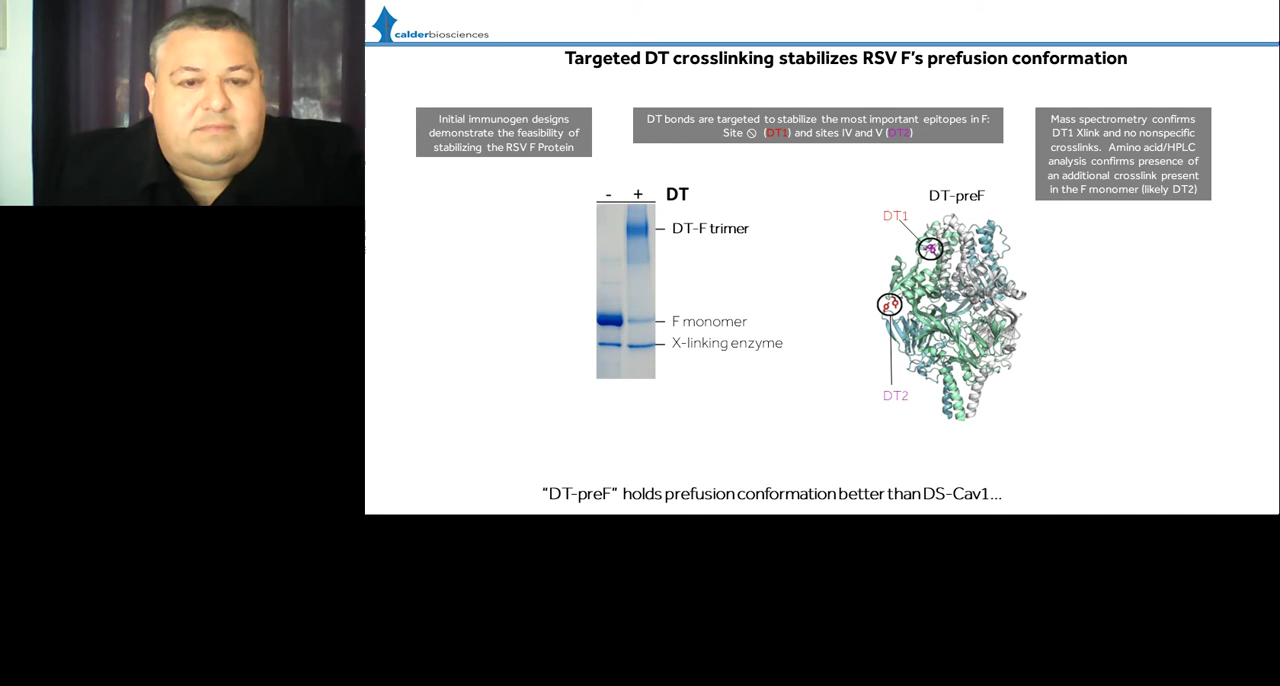 calderbiosciences
Targeted DT crosslinking stabilizes RSV F's prefusion conformation
Initial immunogen designs
demonstrate the feasibility of
stabilizing the RSV F Protein
DT bonds are targeted to stabilize the most important epitopes in F:
Site ⦰ (DT1) and sites IV and V (DT2)
Mass spectrometry confirms
DT1 Xlink and no nonspecific
crosslinks. Amino acid/HPLC
analysis confirms presence of
an additional crosslink present
in the F monomer (likely DT2)
- + DT
DT-F trimer
F monomer
X-linking enzyme
DT-preF
DT1
DT2
"DT-preF" holds prefusion conformation better than DS-Cav1...